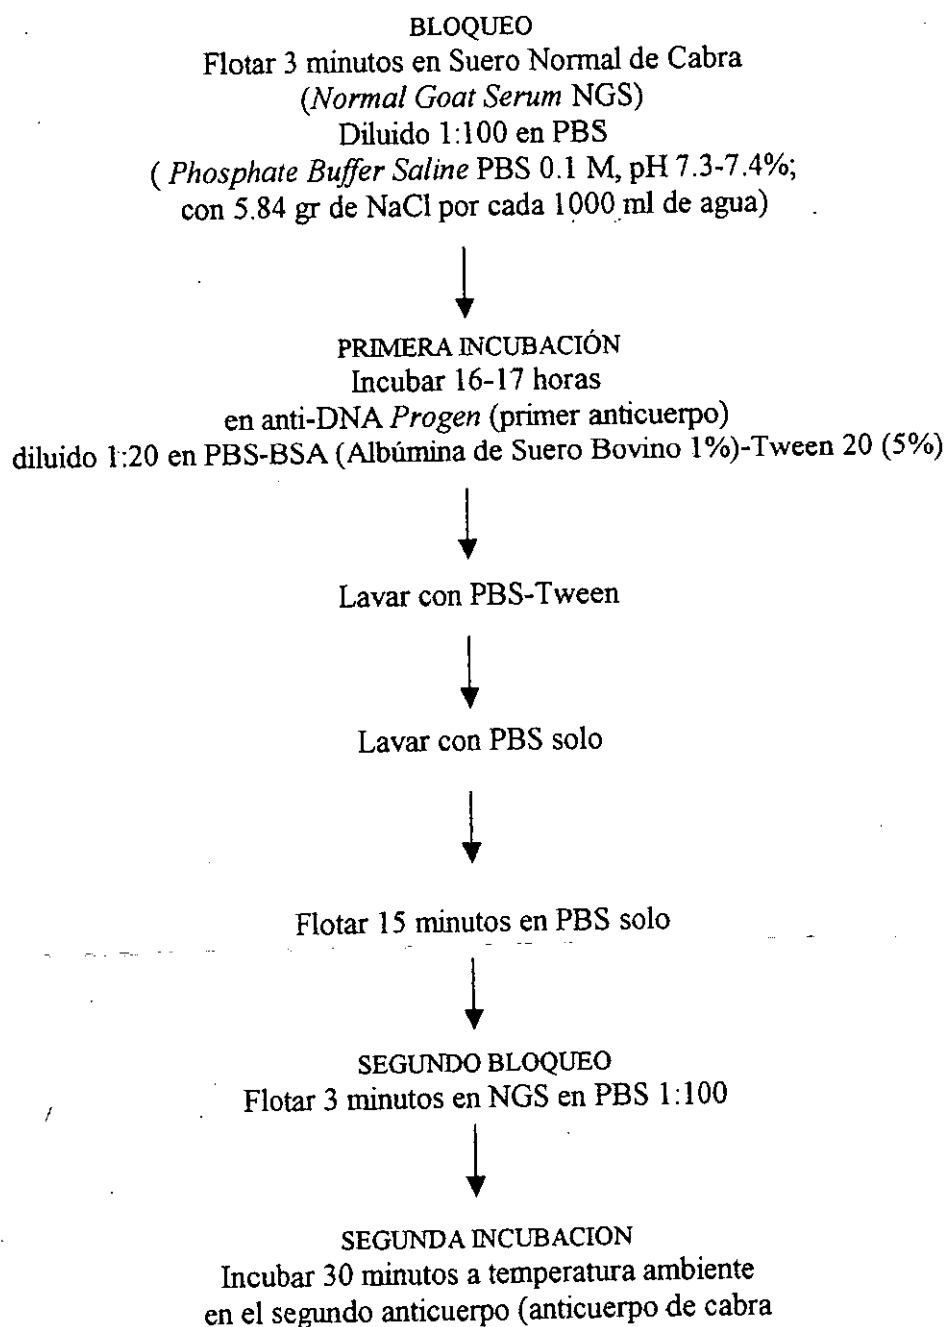 BLOQUEO
Flotar 3 minutos en Suero Normal de Cabra
(Normal Goat Serum NGS)
Diluido 1:100 en PBS
( Phosphate Buffer Saline PBS 0.1 M, pH 7.3-7.4%;
con 5.84 gr de NaCl por cada 1000 ml de agua)
PRIMERA INCUBACIÓN
Incubar 16-17 horas
en anti-DNA Progen (primer anticuerpo)
diluido 1:20 en PBS-BSA (Albúmina de Suero Bovino 1%)-Tween 20 (5%)
Lavar con PBS-Tween
Lavar con PBS solo
Flotar 15 minutos en PBS solo
SEGUNDO BLOQUEO
Flotar 3 minutos en NGS en PBS 1:100
SEGUNDA INCUBACION
Incubar 30 minutos a temperatura ambiente
en el segundo anticuerpo (anticuerpo de cabra